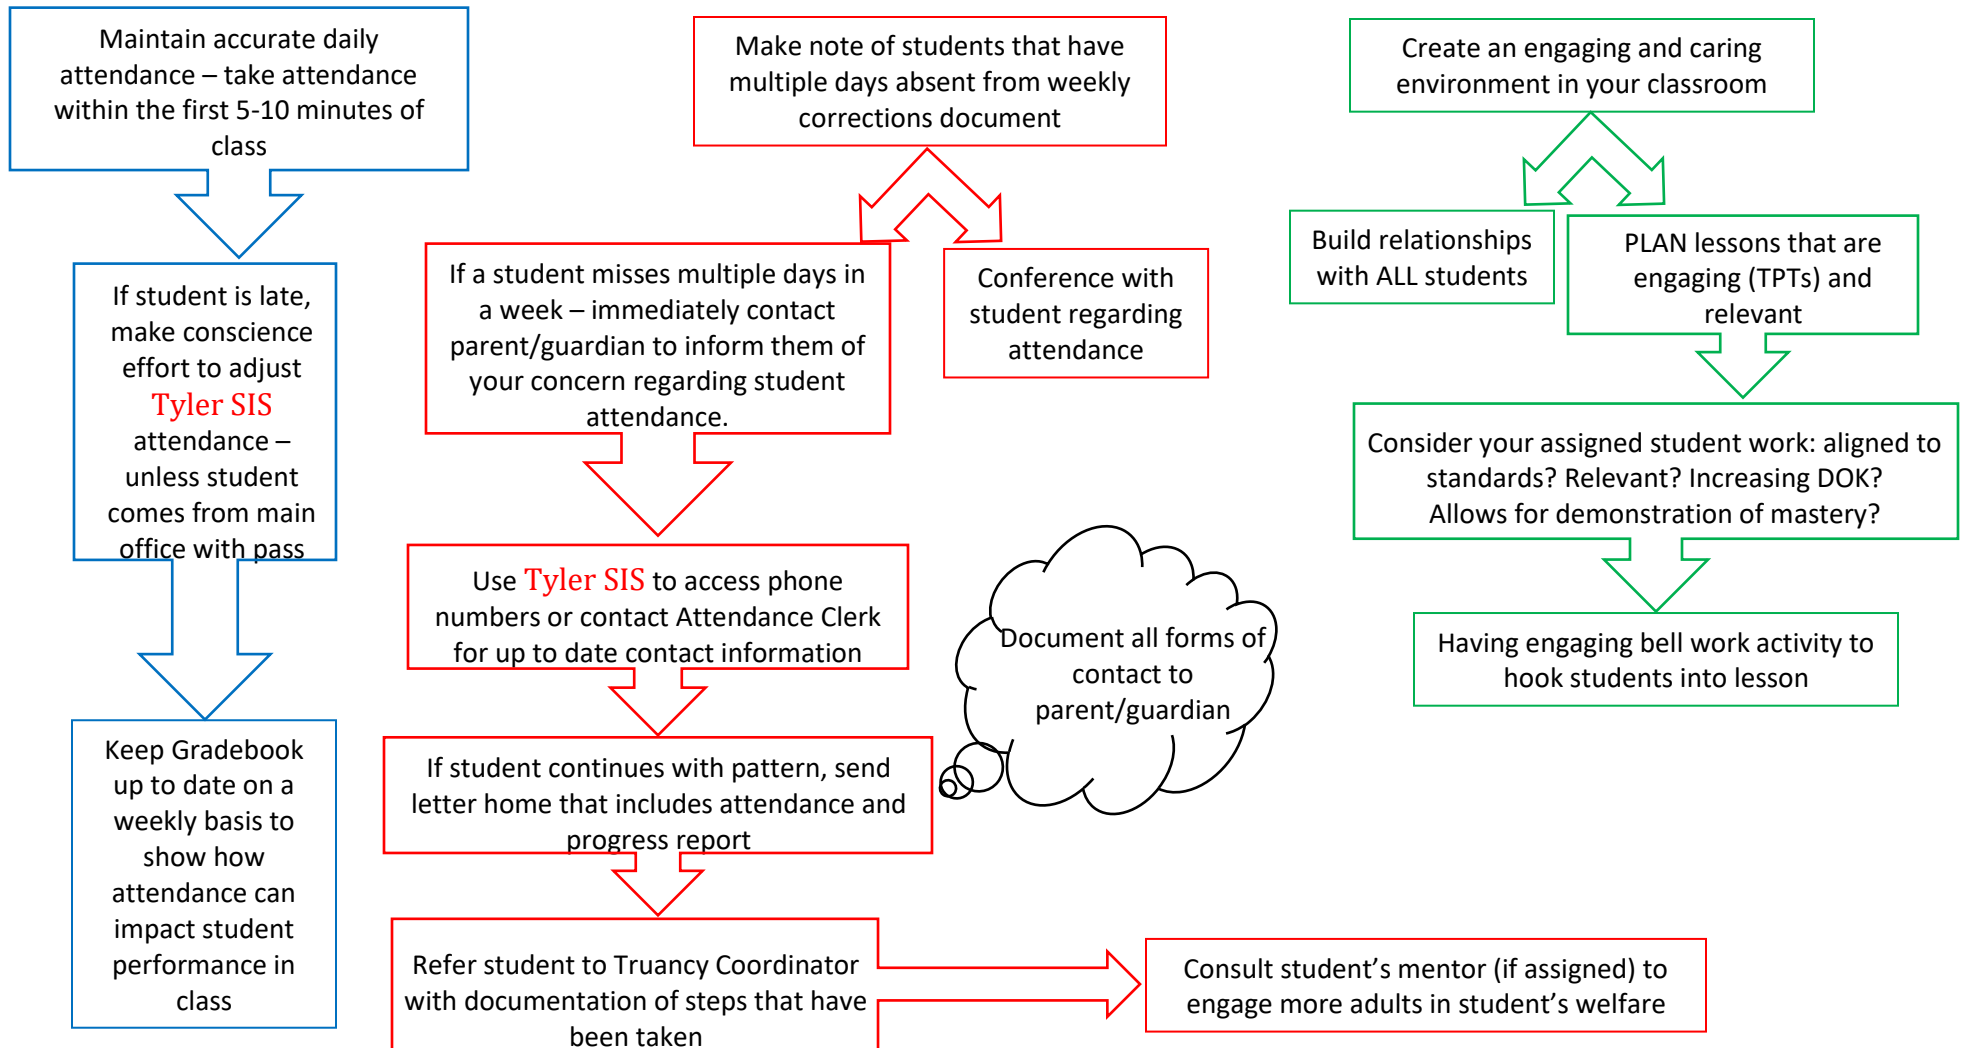 Maintain accurate daily
attendance – take attendance
within the first 5-10 minutes of
class
If student is late,
make conscience
effort to adjust
Tyler SIS
attendance –
unless student
comes from main
office with pass
Keep Gradebook
up to date on a
weekly basis to
show how
attendance can
impact student
performance in
class
Make note of students that have
multiple days absent from weekly
corrections document
If a student misses multiple days in
a week – immediately contact
parent/guardian to inform them of
your concern regarding student
attendance.
Conference with
student regarding
attendance
Use Tyler SIS to access phone
numbers or contact Attendance Clerk
for up to date contact information
Document all forms of
contact to
parent/guardian
If student continues with pattern, send
letter home that includes attendance and
progress report
Refer student to Truancy Coordinator
with documentation of steps that have
been taken
Consult student’s mentor (if assigned) to
engage more adults in student’s welfare
Create an engaging and caring
environment in your classroom
Build relationships
with ALL students
PLAN lessons that are
engaging (TPTs) and
relevant
Consider your assigned student work: aligned to
standards? Relevant? Increasing DOK?
Allows for demonstration of mastery?
Having engaging bell work activity to
hook students into lesson